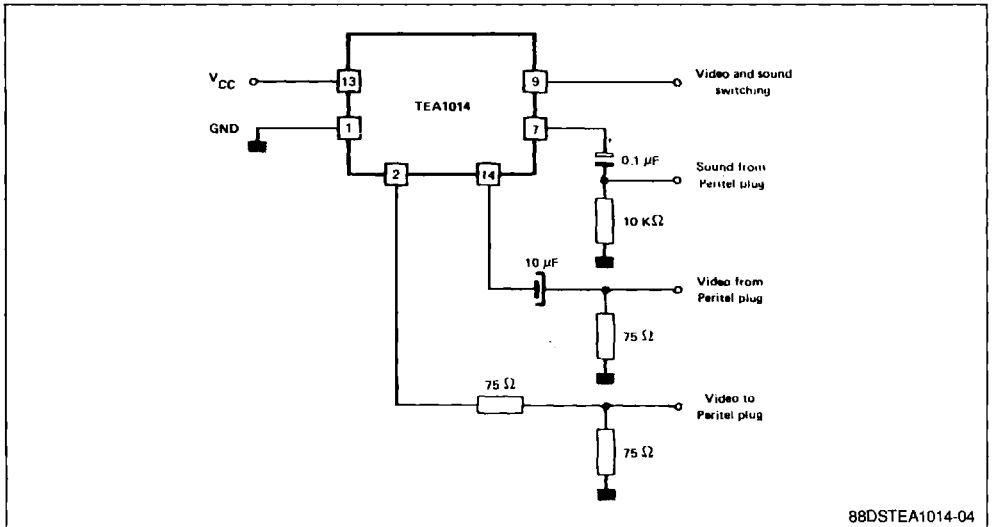 V_CC
13
9
Video and sound
switching
TEA1014
GND
1
7
+
0.1 µF
Sound from
Peritel plug
2
14
10 KΩ
10 µF
Video from
Peritel plug
75 Ω
75 Ω
Video to
Peritel plug
75 Ω
88DSTEA1014-04